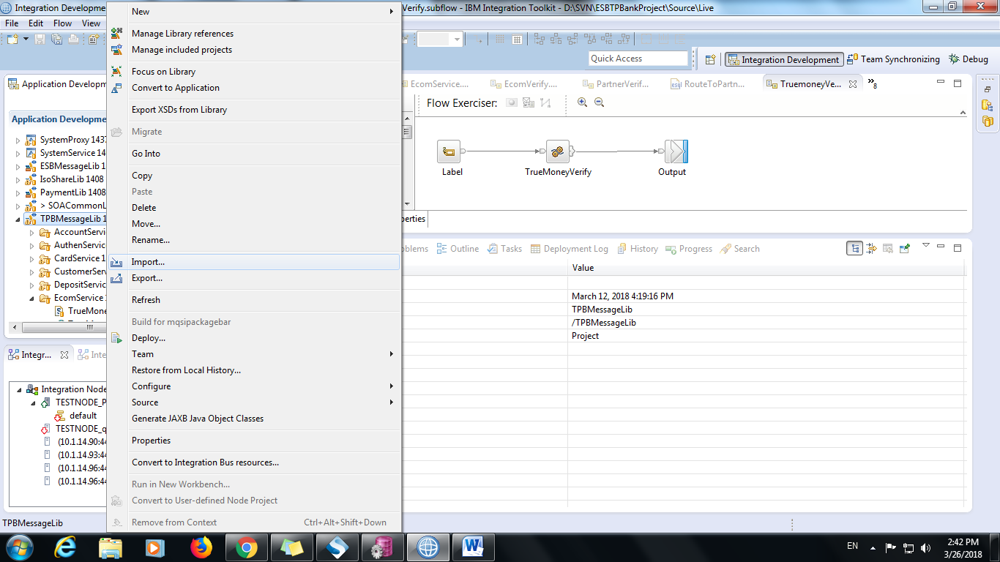 Integration Developmen
Verify.subflow - IBM Integration Toolkit - D:\SVN\ESBTPBankProject\Source\Live
File Edit Flow View
Quick Access
Integration Development
Team Synchronizing
Debug
Application Developm
EcomService....
EcomVerify....
PartnerVerif...
RouteToPartn...
TruemoneyVe...
8
Flow Exerciser:
Application Developme
SystemProxy 1437
SystemService 14
ESBMessageLib 1
IsoShareLib 1408
PaymentLib 1408
> SOACommonL
TPBMessageLib 1
AccountServi
AuthenServic
CardService 1
CustomerServ
DepositServic
EcomService
TrueMone
Label
TrueMoneyVerify
Output
New
Manage Library references
Manage included projects
Focus on Library
Convert to Application
Export XSDs from Library
Migrate
Go Into
Copy
Paste
Delete
Move...
Rename...
Import...
Export...
Refresh
Build for mqsipackagebar
Deploy...
Team
Restore from Local History...
Configure
Source
Generate JAXB Java Object Classes
Properties
Convert to Integration Bus resources...
Run in New Workbench...
Convert to User-defined Node Project
Remove from Context Ctrl+Alt+Shift+Down
perties
oblems
Outline
Tasks
Deployment Log
History
Progress
Search
Value
March 12, 2018 4:19:16 PM
TPBMessageLib
/TPBMessageLib
Project
Integr...
Inte
Integration Node
TESTNODE_P
default
TESTNODE_q
(10.1.14.90:44
(10.1.14.93:44
(10.1.14.96:44
(10.1.14.96:44
TPBMessageLib
EN
2:42 PM
3/26/2018